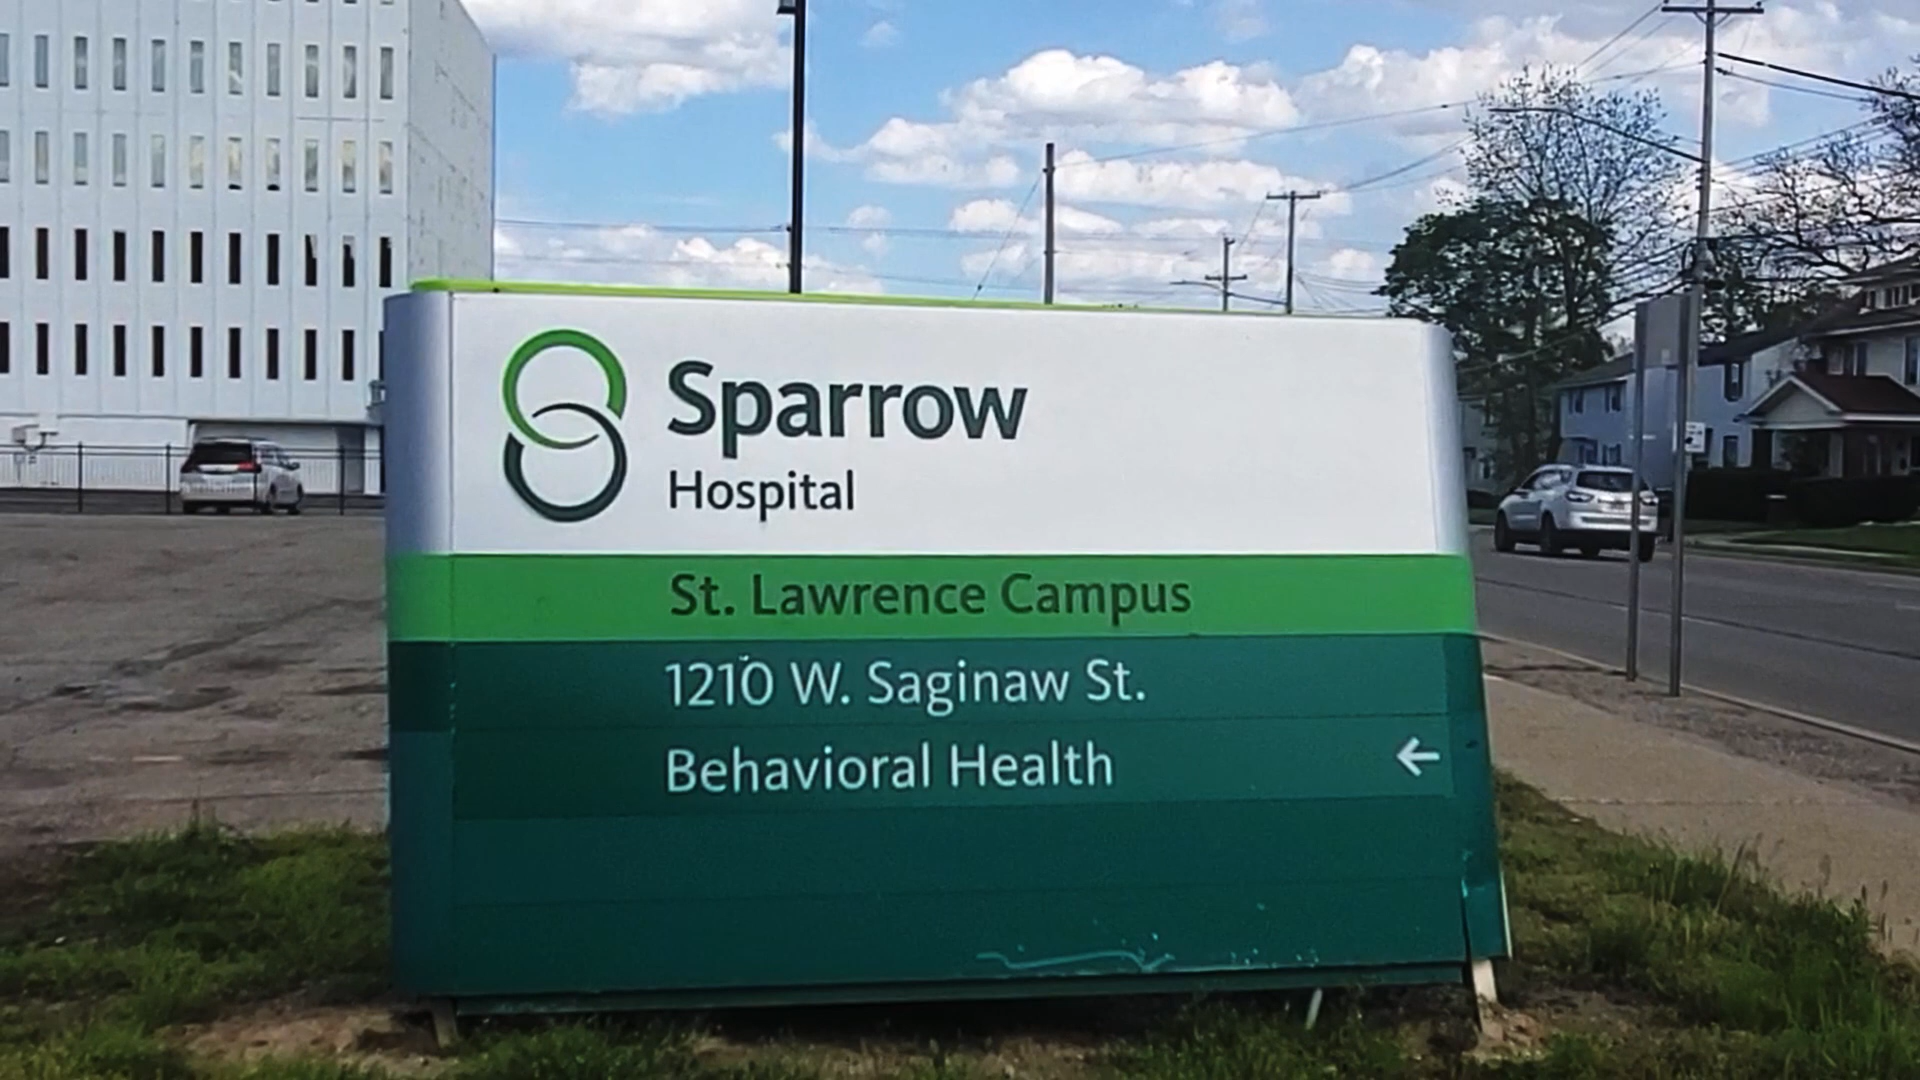 Sparrow
Hospital
St. Lawrence Campus
1210 W. Saginaw St.
Behavioral Health ←